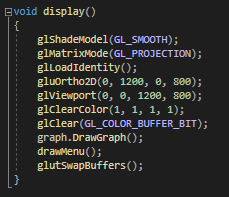 void display()
{
glShadeModel(GL_SMOOTH);
glMatrixMode(GL_PROJECTION);
glLoadIdentity();
gluOrtho2D(0, 1200, 0, 800);
glViewport(0, 0, 1200, 800);
glClearColor(1, 1, 1, 1);
glClear(GL_COLOR_BUFFER_BIT);
graph.DrawGraph();
drawMenu();
glutSwapBuffers();
}